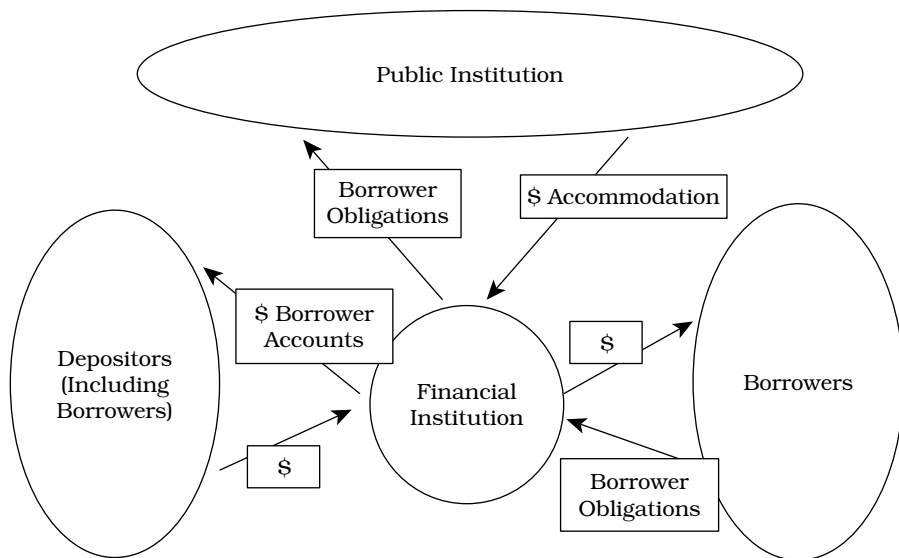 Public Institution
Borrower
Obligations
$ Accommodation
$ Borrower
Accounts
$
Depositors
(Including
Borrowers)
Financial
Institution
Borrowers
$
Borrower
Obligations